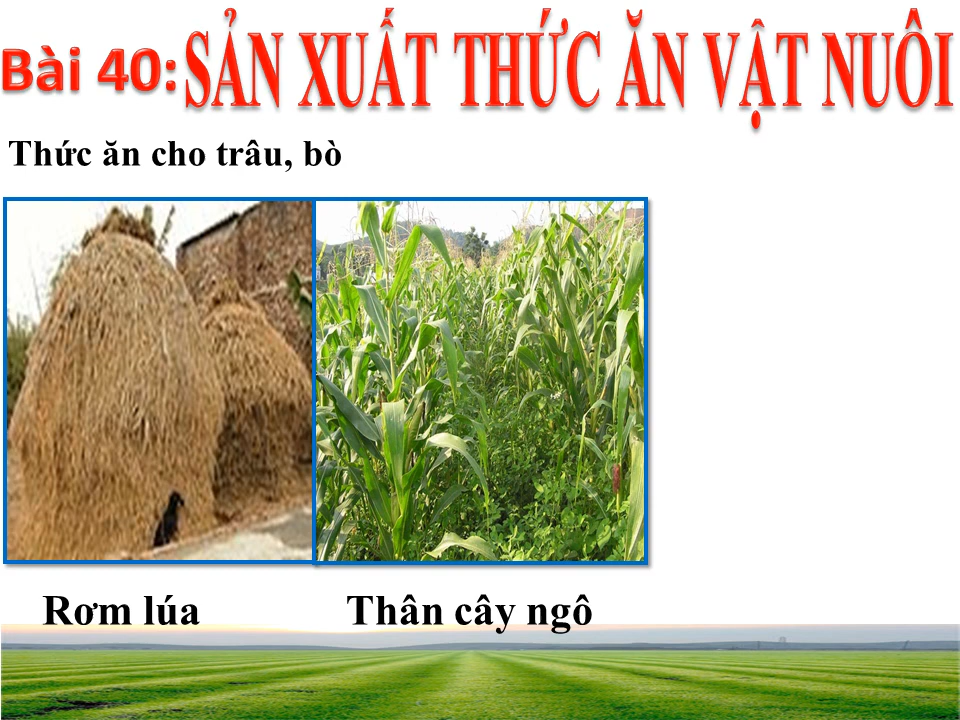 Bài 40: SẢN XUẤT THỨC ĂN VẬT NUÔI
Thức ăn cho trâu, bò
Rơm lúa
Thân cây ngô